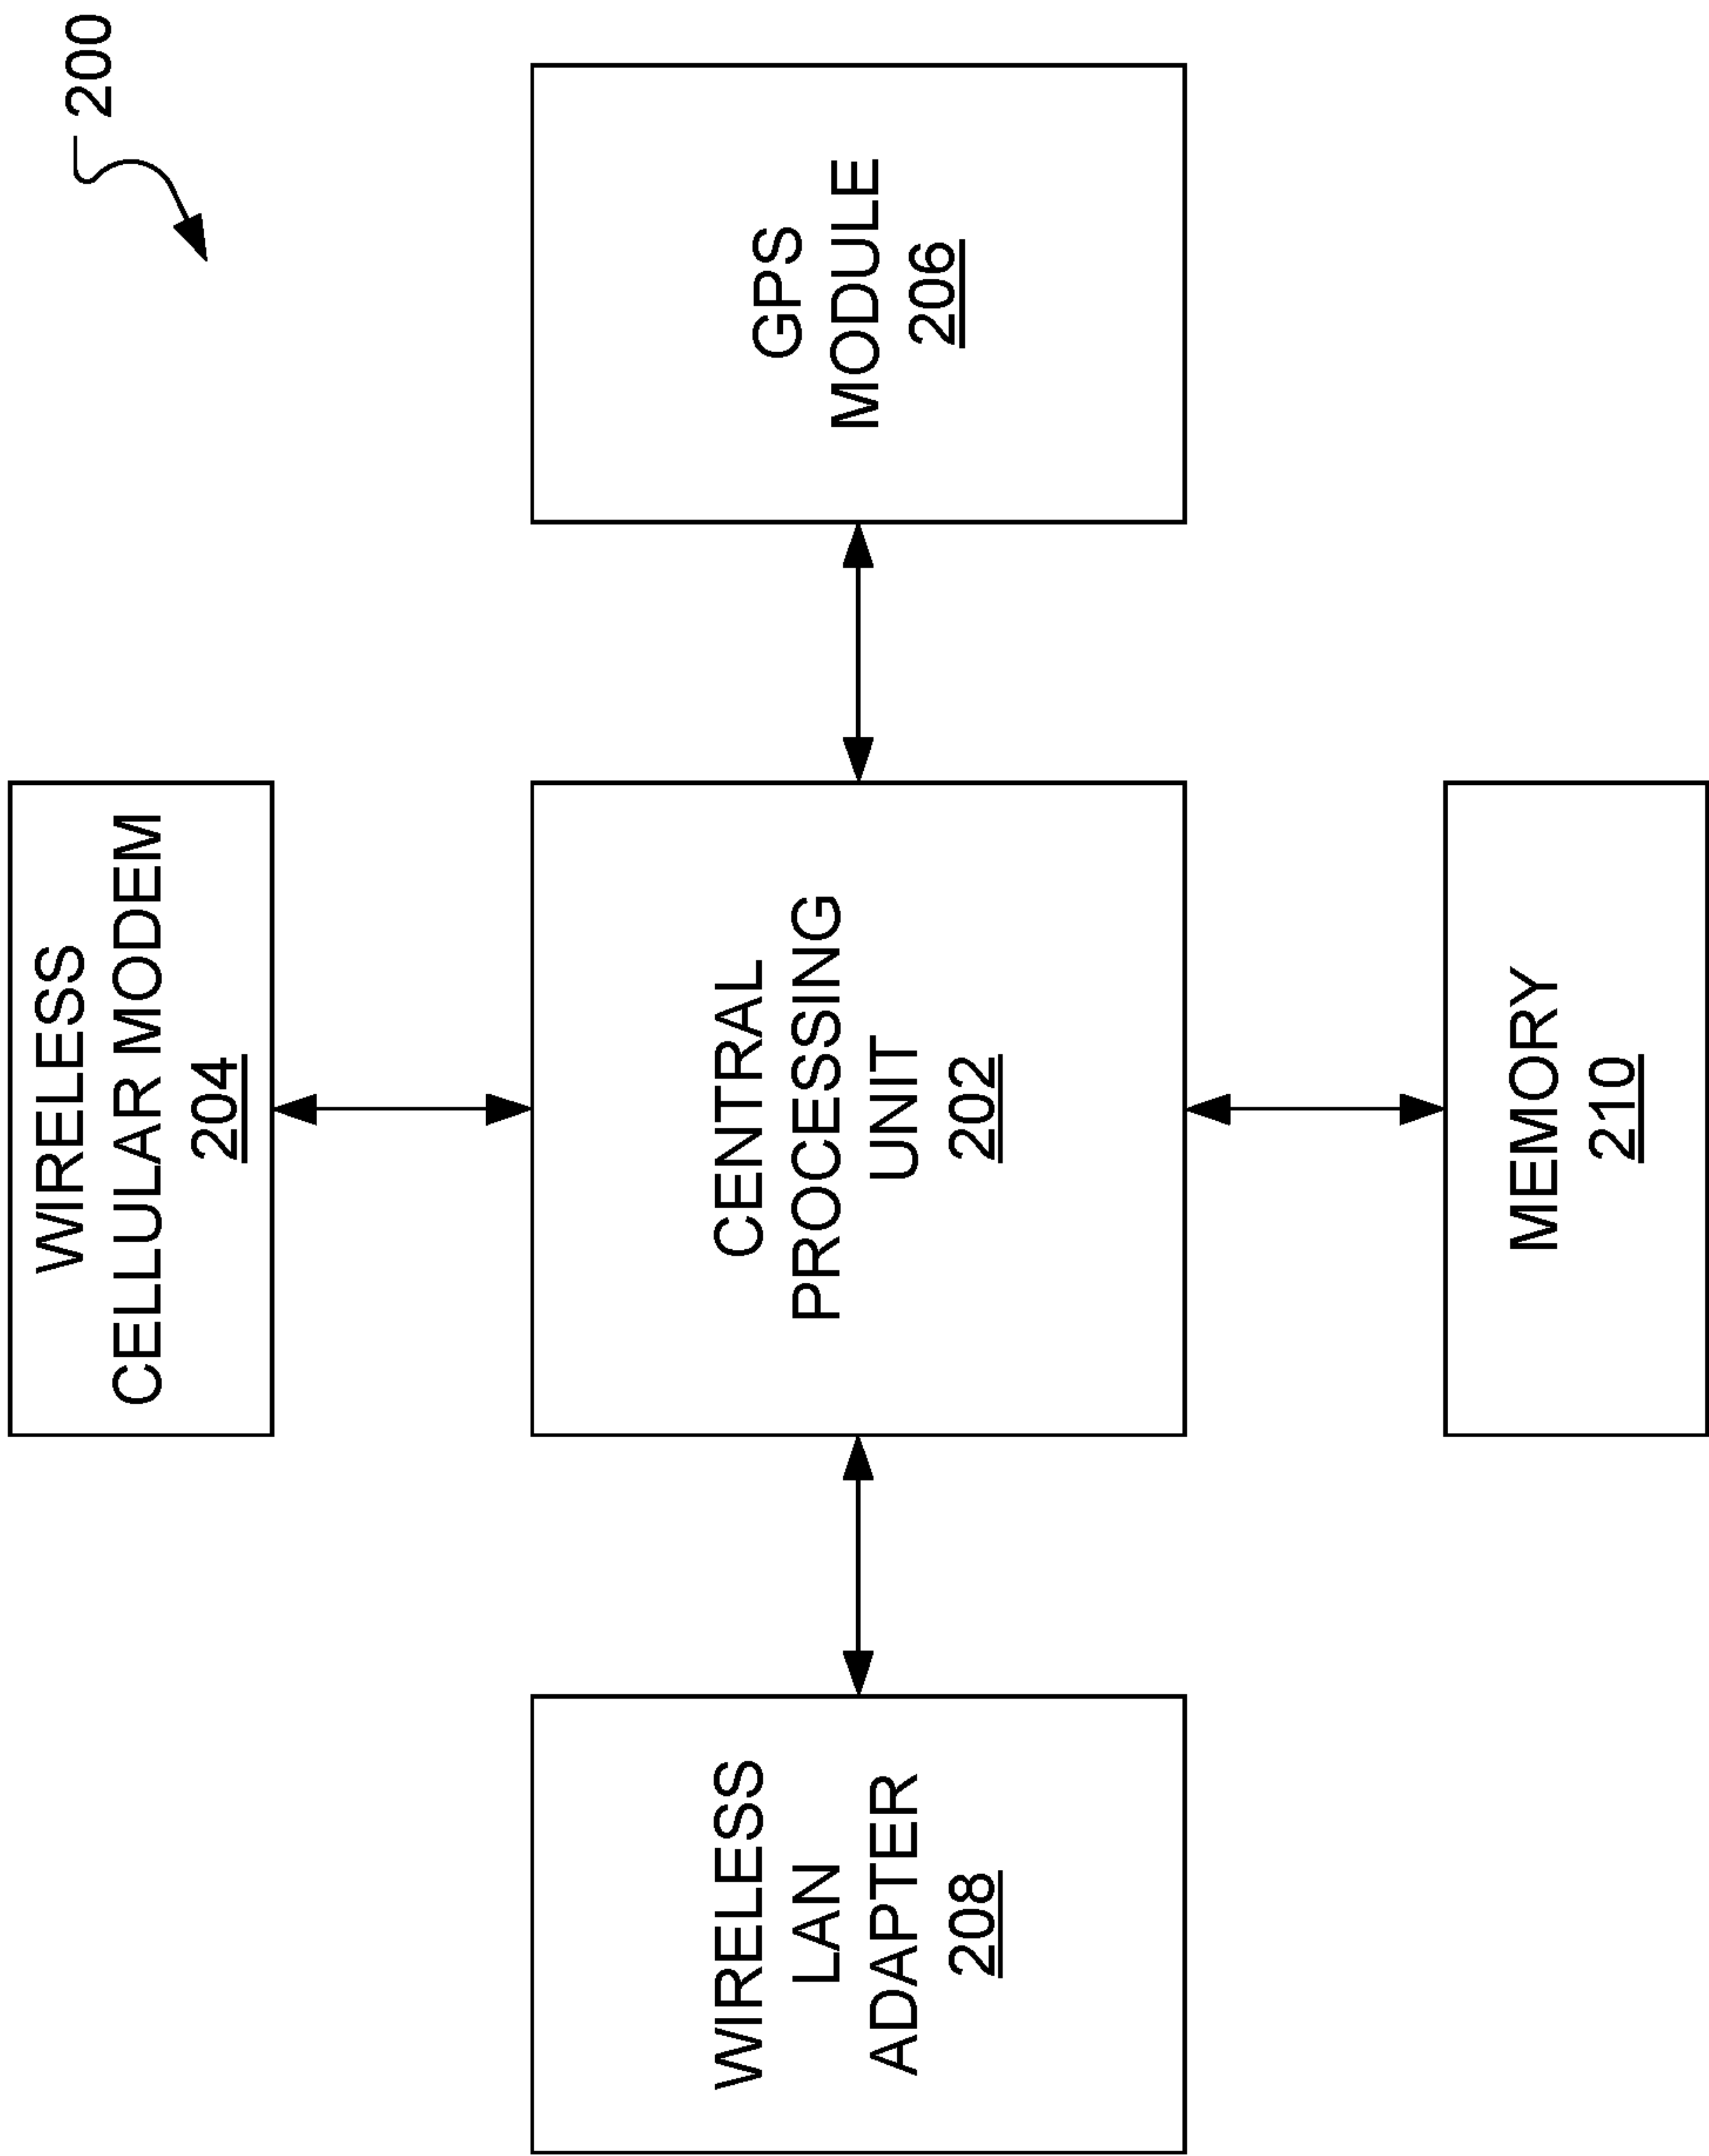 200
WIRELESS
CELLULAR MODEM
204
WIRELESS
LAN
ADAPTER
208
CENTRAL
PROCESSING
UNIT
202
GPS
MODULE
206
MEMORY
210